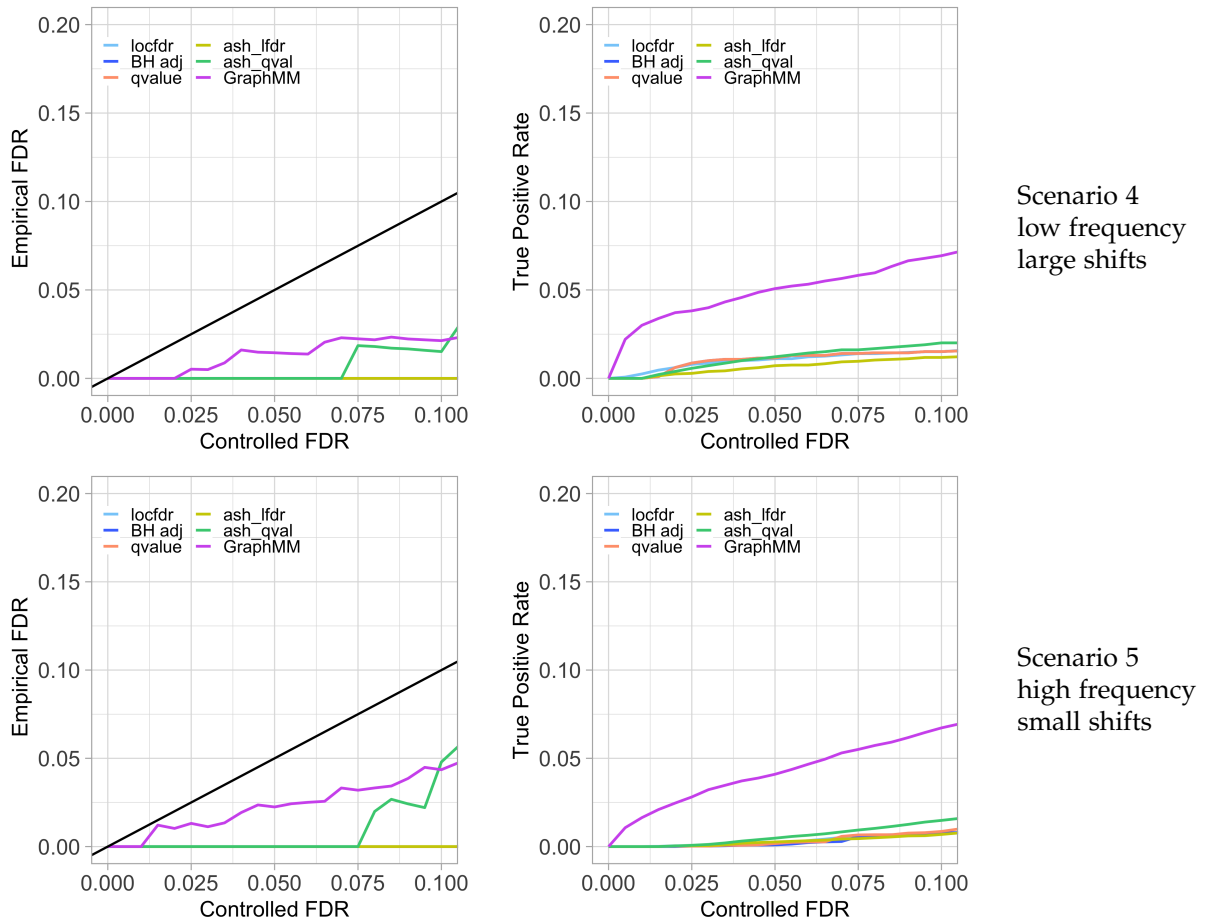 Empirical FDR
0.20
0.15
0.10
0.05
0.00
locfdr
BH adj
qvalue
ash_lfdr
ash_qval
GraphMM
0.000 0.025 0.050 0.075 0.100
Controlled FDR
True Positive Rate
0.20
0.15
0.10
0.05
0.00
locfdr
BH adj
qvalue
ash_lfdr
ash_qval
GraphMM
0.000 0.025 0.050 0.075 0.100
Controlled FDR
Scenario 4
low frequency
large shifts
Empirical FDR
0.20
0.15
0.10
0.05
0.00
locfdr
BH adj
qvalue
ash_lfdr
ash_qval
GraphMM
0.000 0.025 0.050 0.075 0.100
Controlled FDR
True Positive Rate
0.20
0.15
0.10
0.05
0.00
locfdr
BH adj
qvalue
ash_lfdr
ash_qval
GraphMM
0.000 0.025 0.050 0.075 0.100
Controlled FDR
Scenario 5
high frequency
small shifts